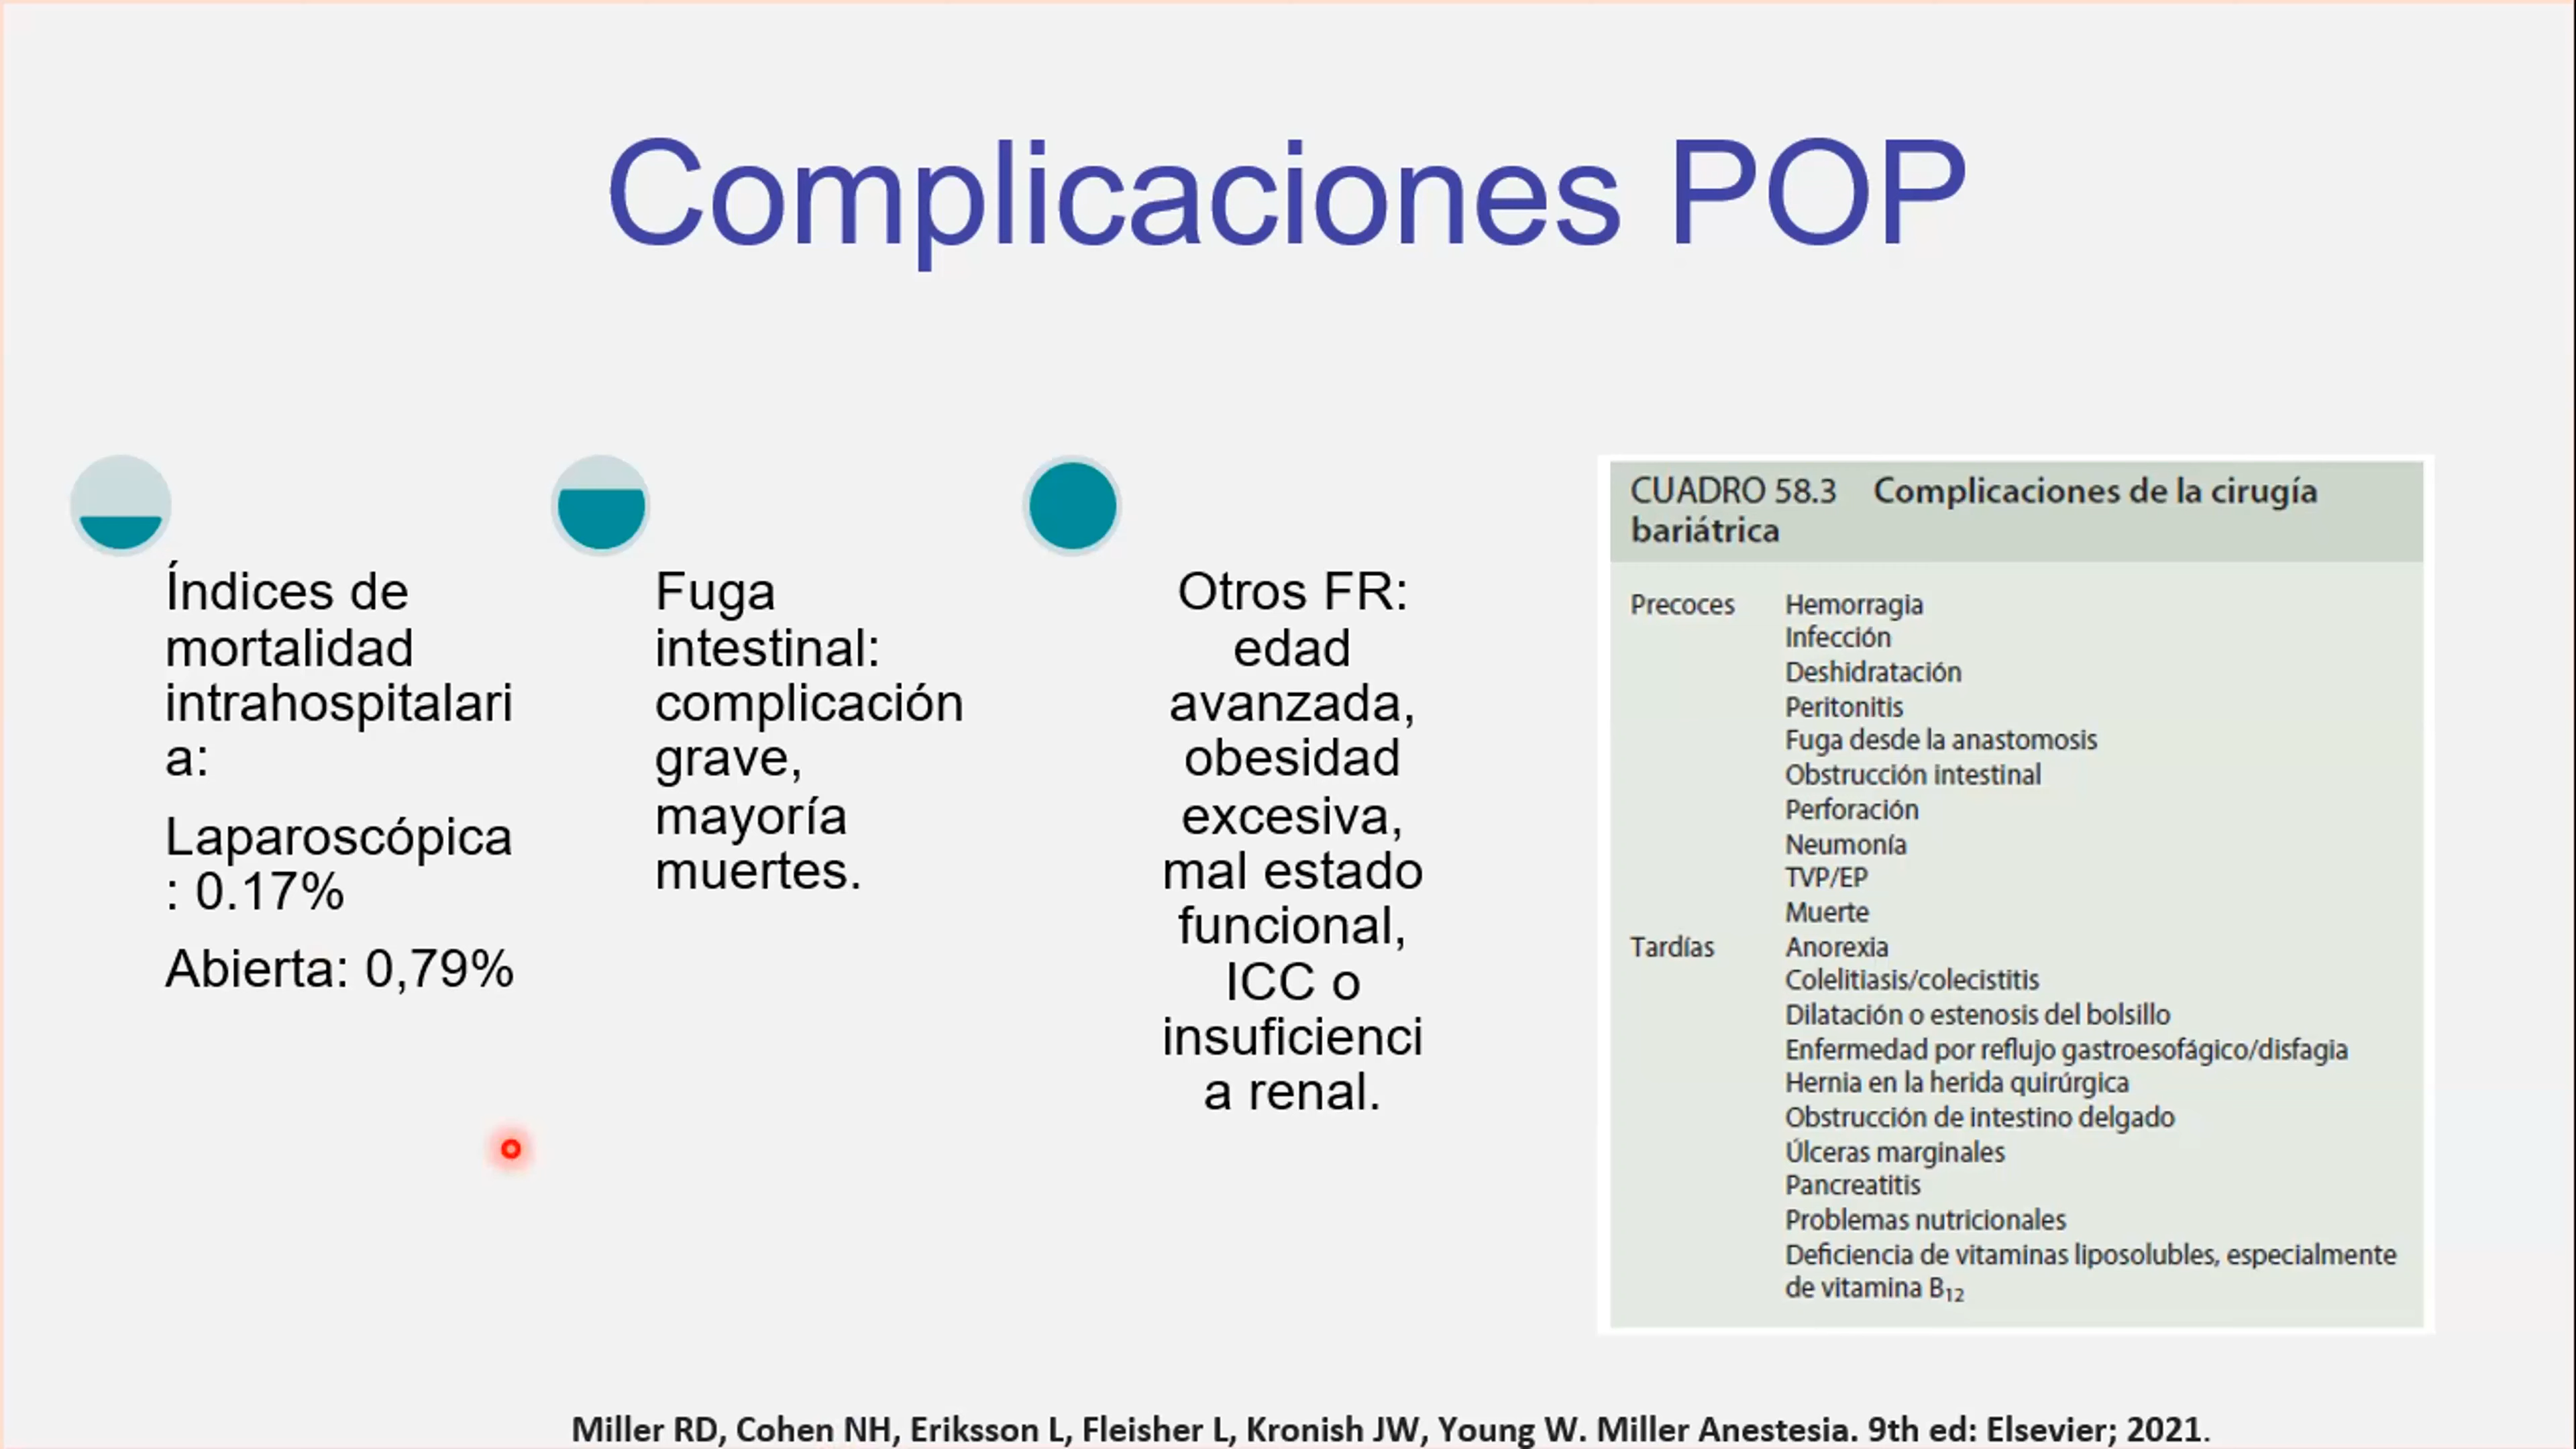 Complicaciones POP
Índices de
mortalidad
intrahospitalari
a:
Laparoscópica
: 0.17%
Abierta: 0,79%
Fuga
intestinal:
complicación
grave,
mayoría
muertes.
Otros FR:
edad
avanzada,
obesidad
excesiva,
mal estado
funcional,
ICC o
insuficienci
a renal.
CUADRO 58.3 Complicaciones de la cirugía
bariátrica
Precoces Hemorragia
Infección
Deshidratación
Peritonitis
Fuga desde la anastomosis
Obstrucción intestinal
Perforación
Neumonía
TVP/EP
Muerte
Tardías Anorexia
Colelitiasis/colecistitis
Dilatación o estenosis del bolsillo
Enfermedad por reflujo gastroesofágico/disfagia
Hernia en la herida quirúrgica
Obstrucción de intestino delgado
Úlceras marginales
Pancreatitis
Problemas nutricionales
Deficiencia de vitaminas liposolubles, especialmente
de vitamina B₁₂
Miller RD, Cohen NH, Eriksson L, Fleisher L, Kronish JW, Young W. Miller Anestesia. 9th ed: Elsevier; 2021.